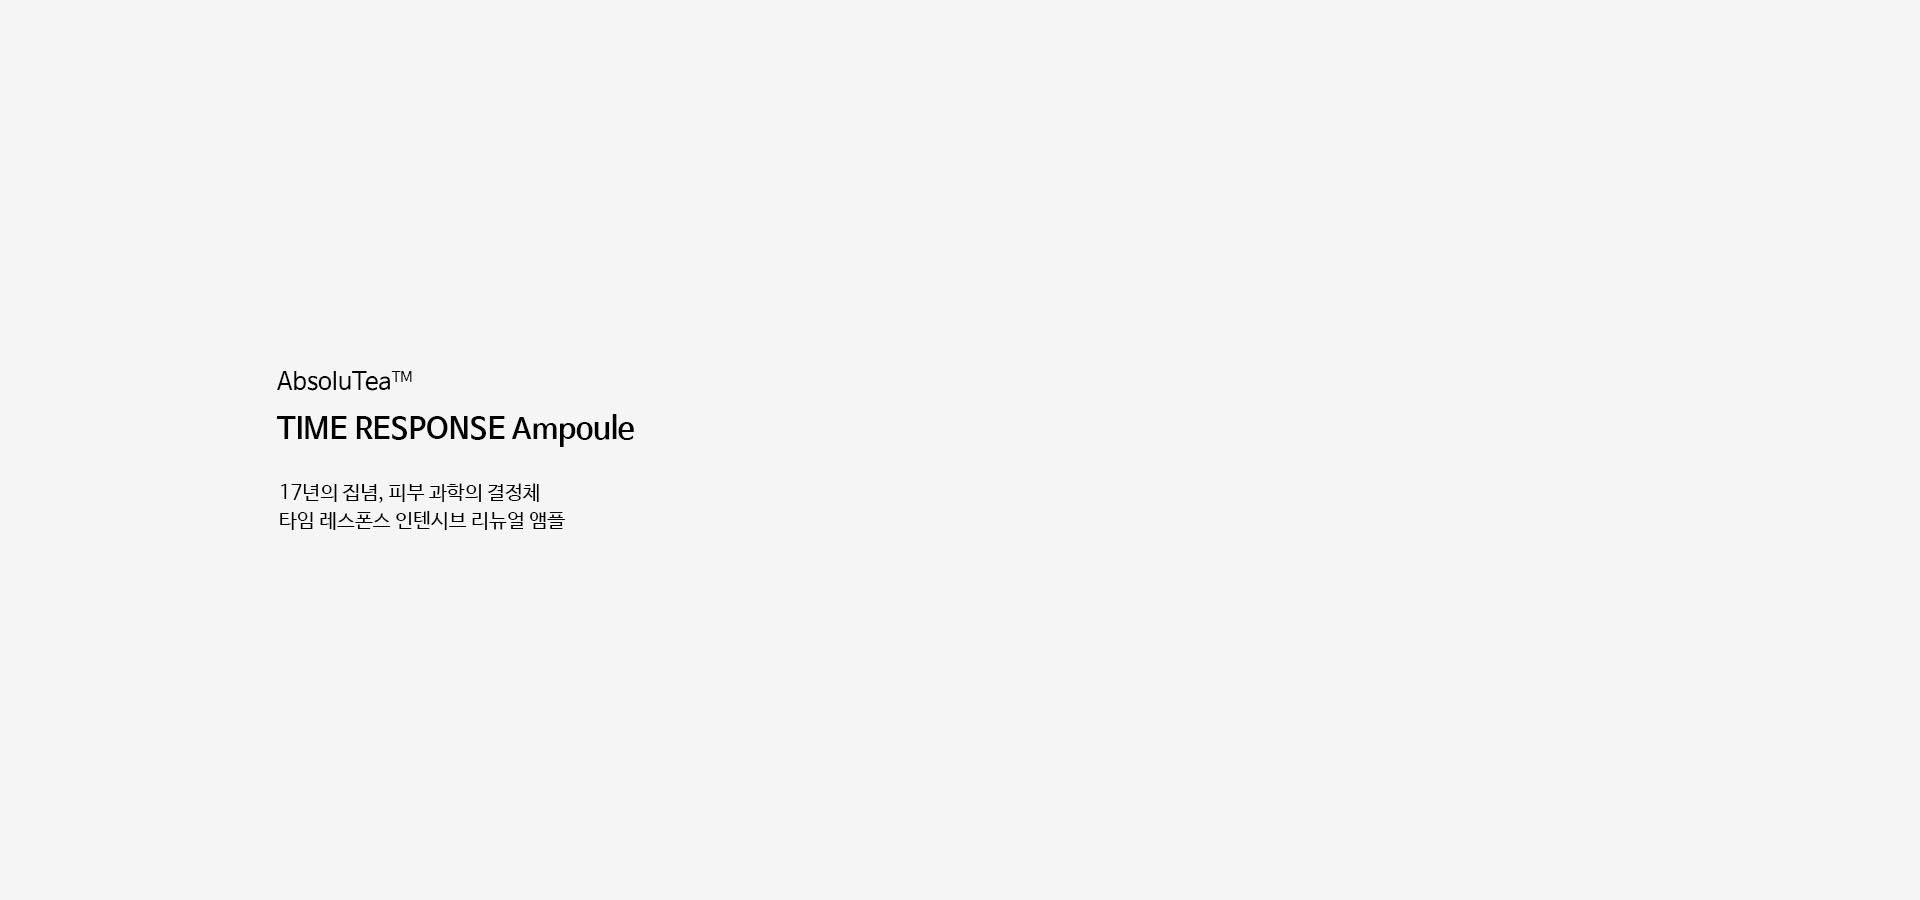 AbsoluTea™
TIME RESPONSE Ampoule
17년의 집념, 피부 과학의 결정체
타임 레스폰스 인텐시브 리뉴얼 앰플